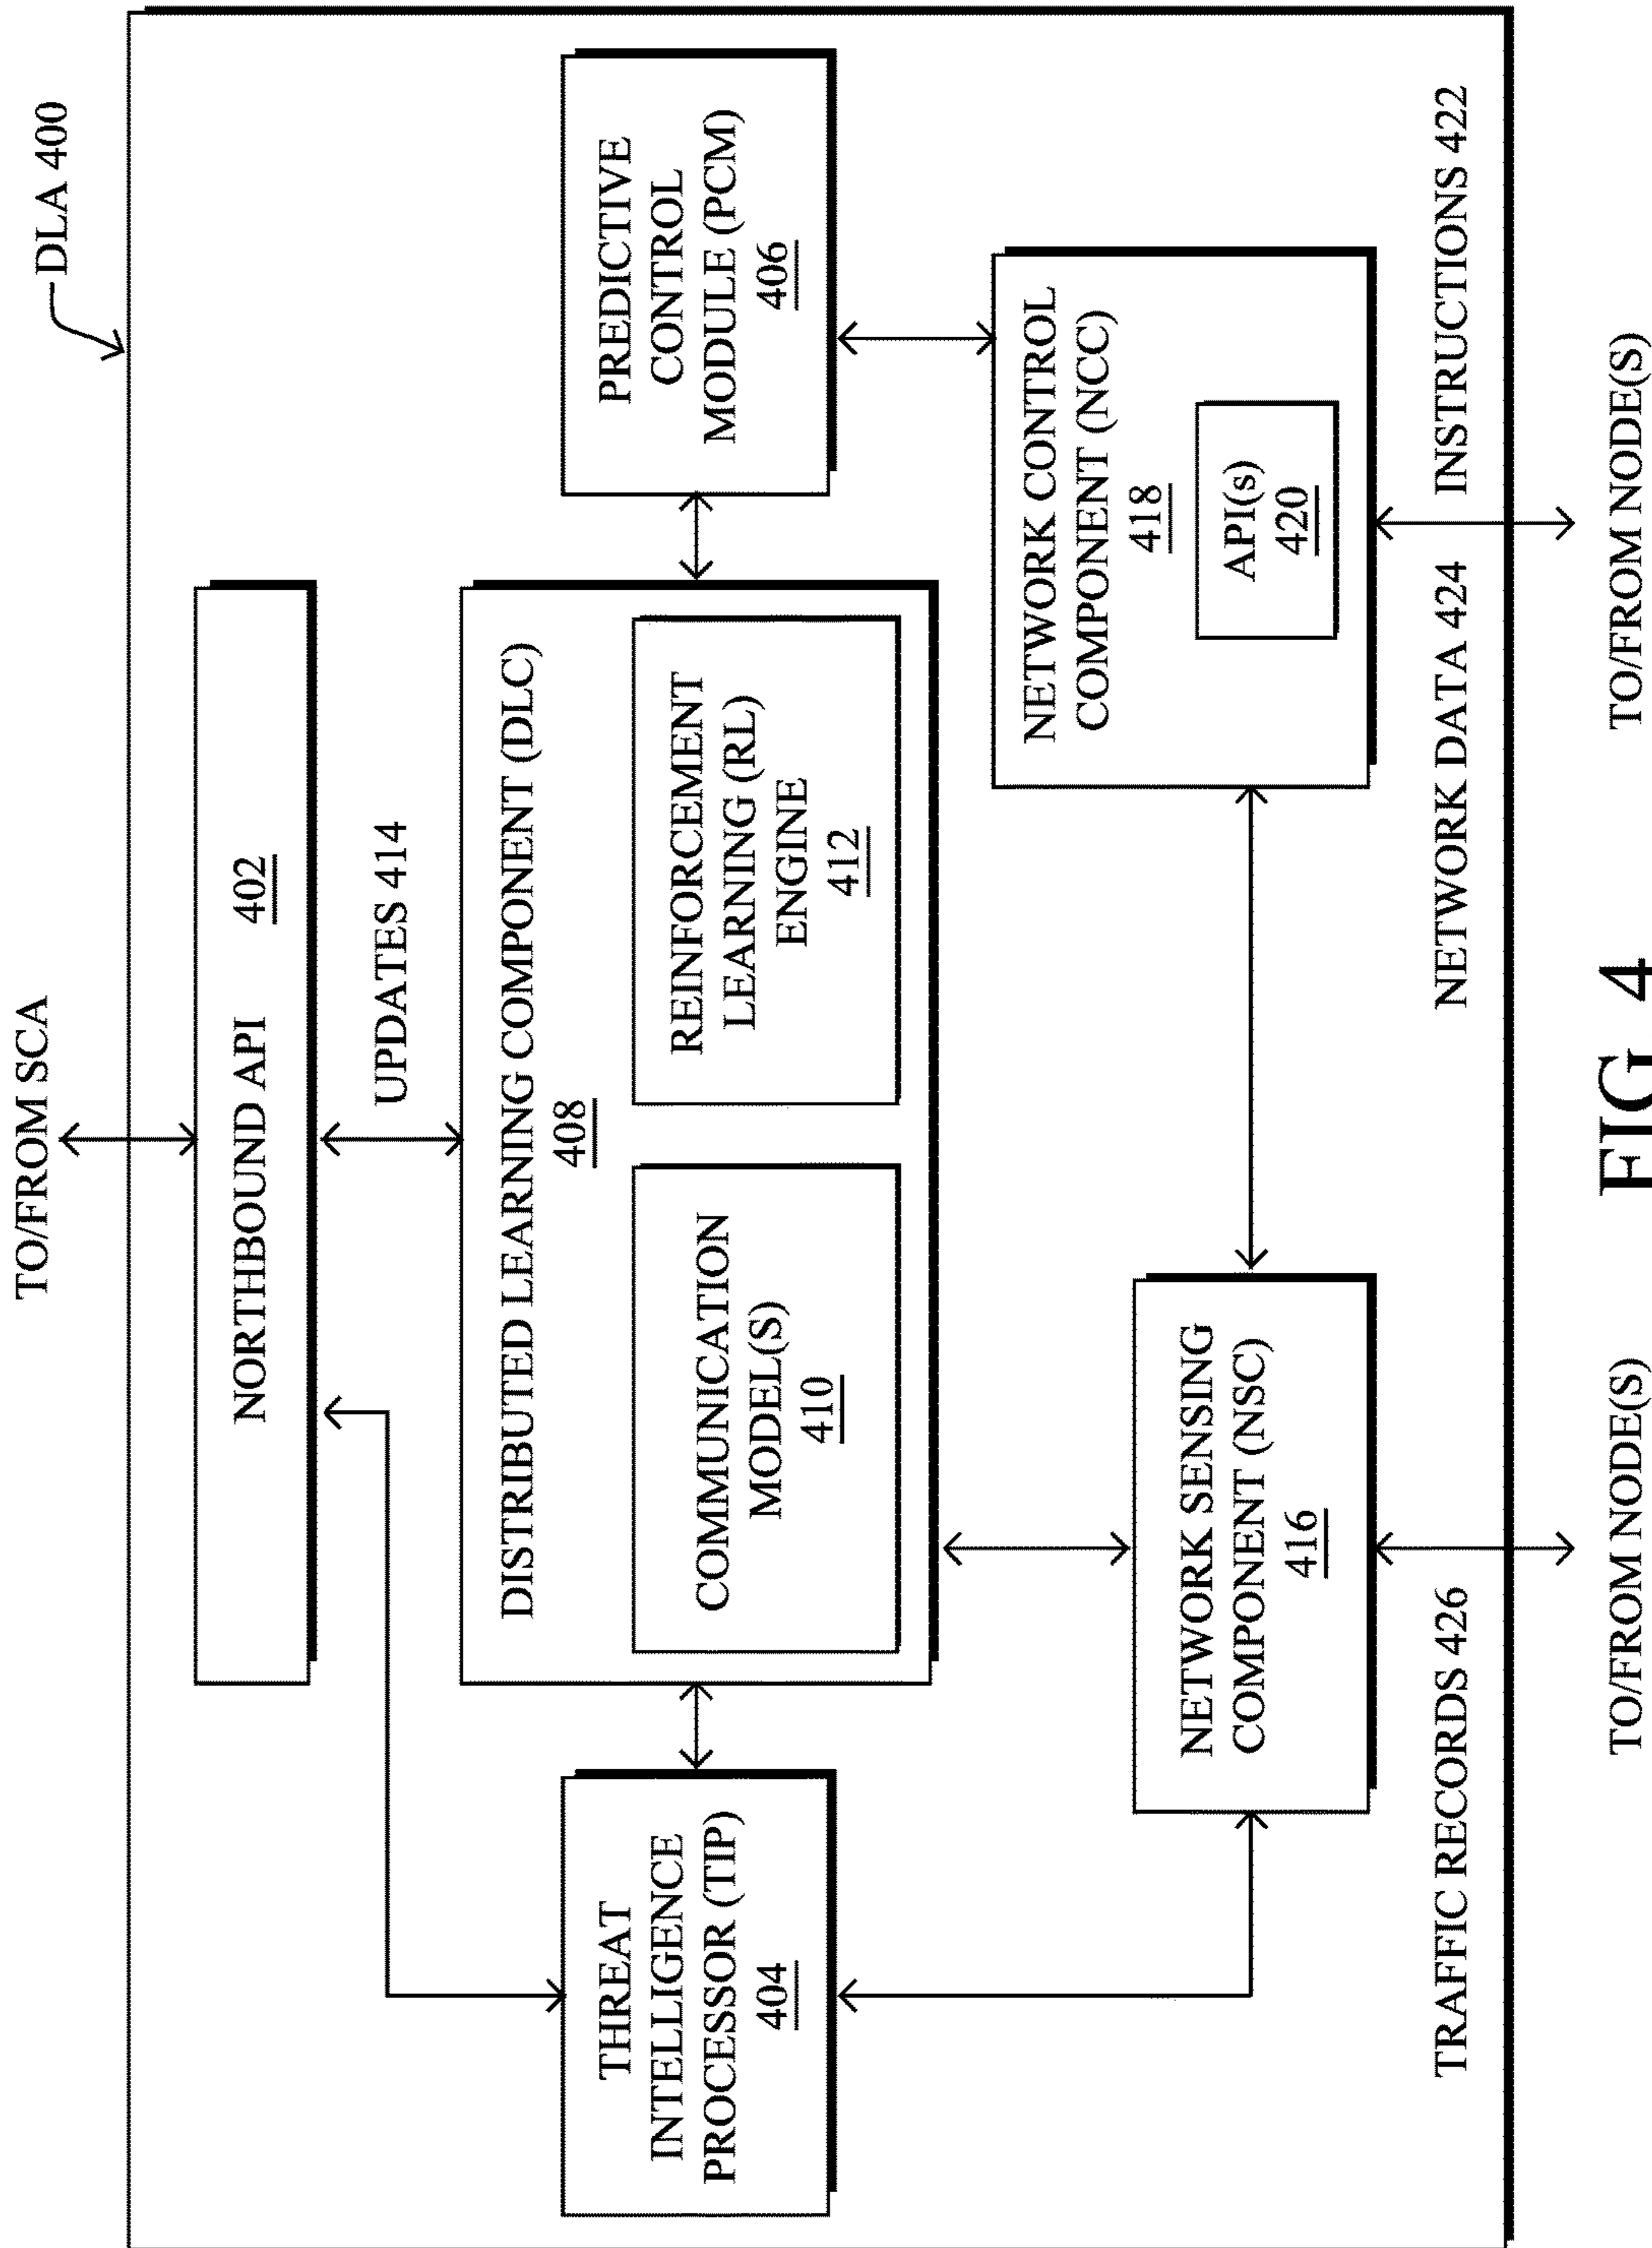 DLA 400
TO/FROM SCA
NORTHBOUND API 402
UPDATES 414
THREAT
INTELLIGENCE
PROCESSOR (TIP)
404
DISTRIBUTED LEARNING COMPONENT (DLC)
408
COMMUNICATION
MODEL(S)
410
REINFORCEMENT
LEARNING (RL)
ENGINE
412
PREDICTIVE
CONTROL
MODULE (PCM)
406
NETWORK SENSING
COMPONENT (NSC)
416
NETWORK CONTROL
COMPONENT (NCC)
418
API(s)
420
TRAFFIC RECORDS 426
NETWORK DATA 424
INSTRUCTIONS 422
TO/FROM NODE(S)
TO/FROM NODE(S)
FIG 4